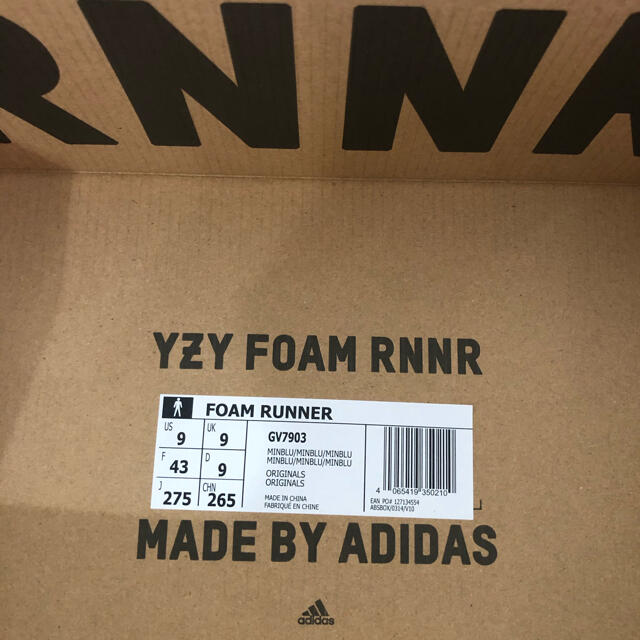 RNNR
YZY FOAM RNNR
FOAM RUNNER
US 9 UK 9
F 43 D 9
J 275 CHN 265
GV7903
MINBLU/MINBLU/MINBLU
MINBLU/MINBLU/MINBLU
ORIGINALS
ORIGINALS
MADE IN CHINA
FABRIQUÉ EN CHINE
4 065419 350210
EAN PO# 127134554
ABSBOX/0314/V10
MADE BY ADIDAS
adidas